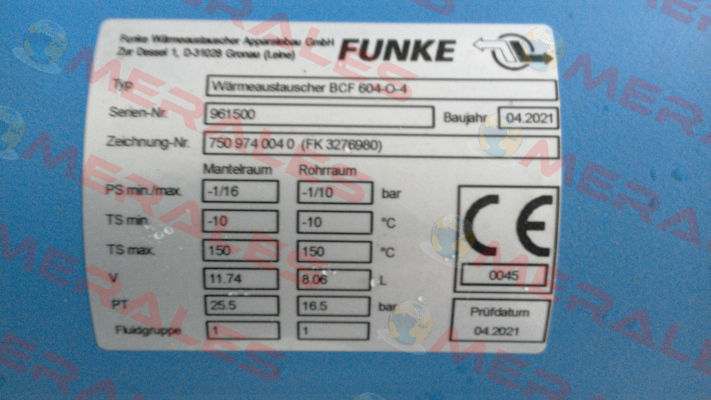 Funke Wärmeaustauscher Apparatebau GmbH
Zur Dessel 1, D-31028 Gronau (Leine)
FUNKE
Typ Wärmeaustauscher BCF 604-O-4
Serien-Nr. 961500 Baujahr 04.2021
Zeichnung-Nr. 750 974 004 0 (FK 3276980)
Mantelraum Rohrraum
PS min./max. -1/16 -1/10 bar
TS min -10 -10 °C
TS max. 150 150 °C
V 11.74 8.06 L
PT 25.5 16.5 bar
Fluidgruppe 1 1
CE
0045
Prüfdatum
04.2021
MERALES